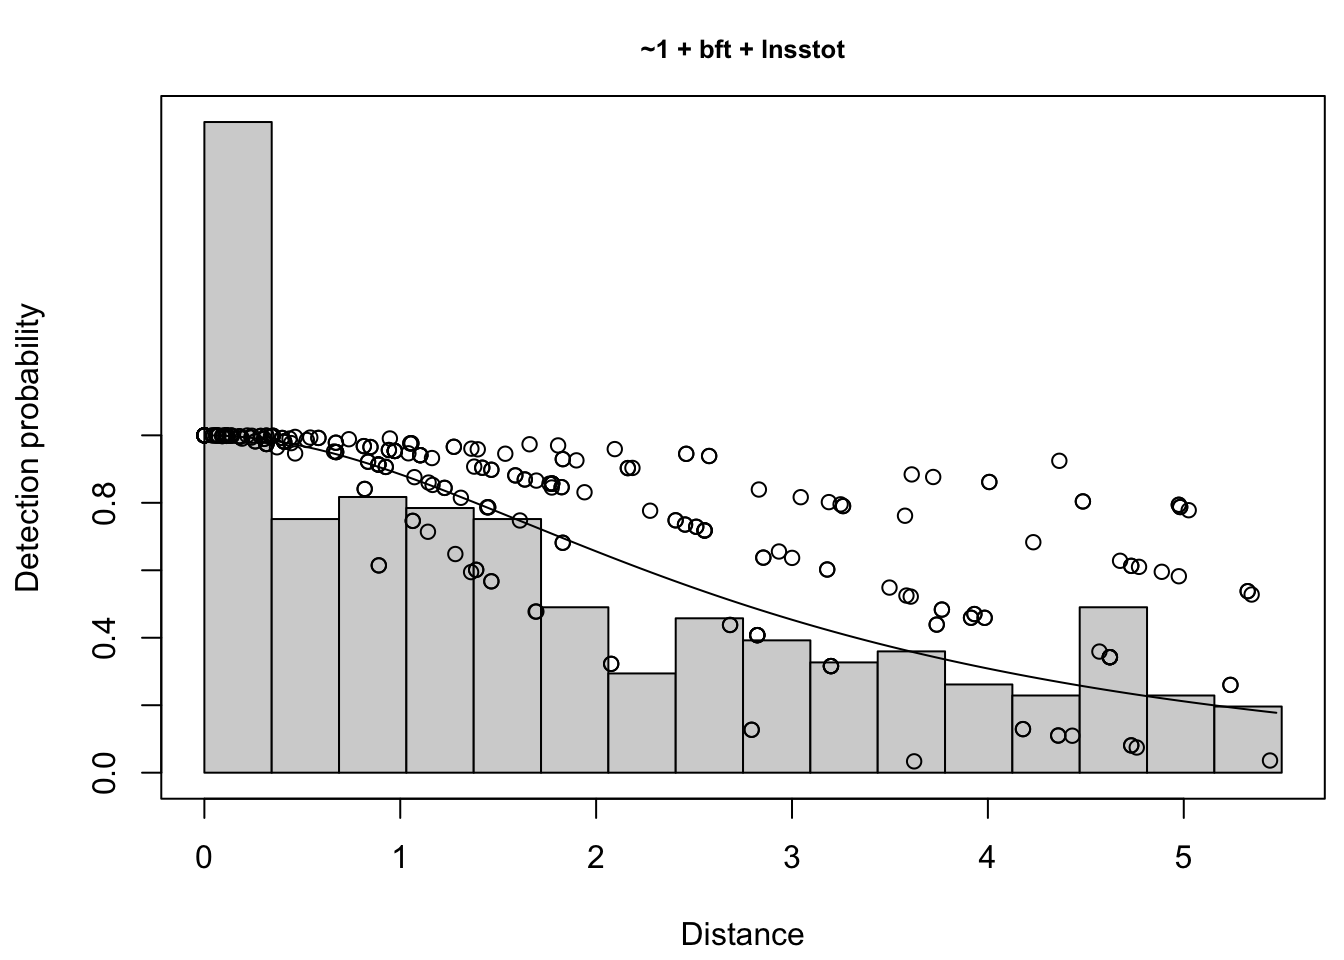 ~1 + bft + lnsstot
Detection probability
0.8
0.4
0.0
0 1 2 3 4 5
Distance